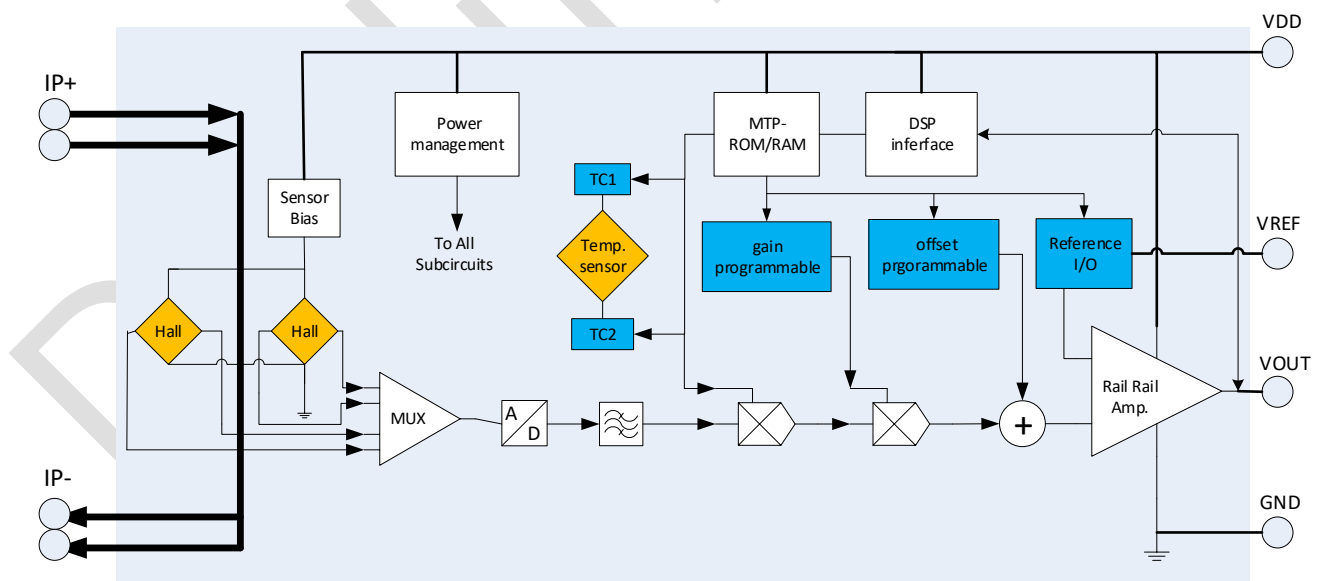 VDD
IP+
Power
management
MTP-
ROM/RAM
DSP
inferface
TC1
Sensor
Bias
To All
Subcircuits
Temp.
sensor
gain
programmable
offset
prgorammable
Reference
I/O
VREF
Hall
Hall
TC2
MUX
A
D
+
Rail Rail
Amp.
VOUT
IP-
GND